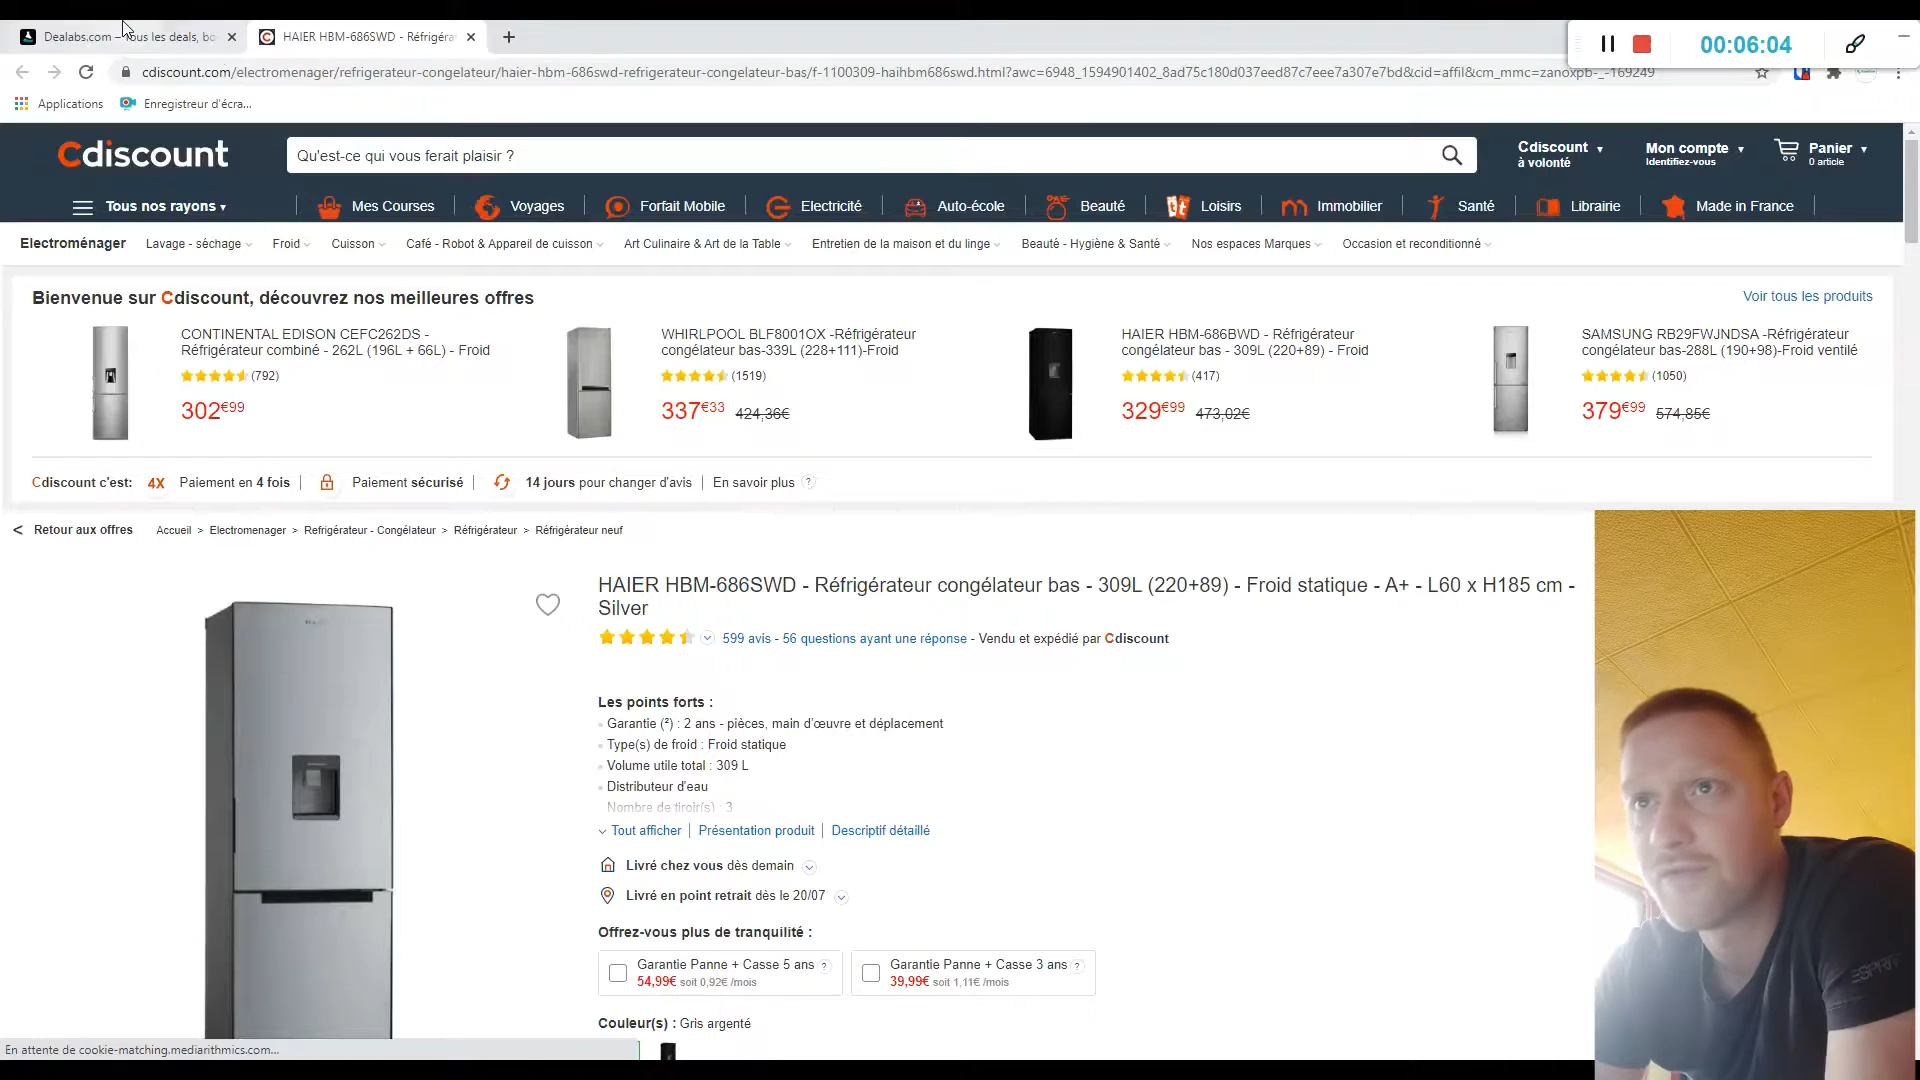 Dealabs.com – Tous les deals, bo
HAIER HBM-686SWD - Réfrigéra
00:06:04
cdiscount.com/electromenager/refrigerateur-congelateur/haier-hbm-686swd-refrigerateur-congelateur-bas/f-1100309-haihbm686swd.html?awc=6948_1594901402_8ad75c180d037eed87c7eee7a307e7bd&cid=affil&cm_mmc=zanoxpb-_-169249
Applications
Enregistreur d'écra...
Cdiscount
Qu'est-ce qui vous ferait plaisir ?
Cdiscount
à volonté
Mon compte
Identifiez-vous
Panier
0 article
Tous nos rayons
Mes Courses
Voyages
Forfait Mobile
Electricité
Auto-école
Beauté
Loisirs
Immobilier
Santé
Librairie
Made in France
Electroménager
Lavage - séchage
Froid
Cuisson
Café - Robot & Appareil de cuisson
Art Culinaire & Art de la Table
Entretien de la maison et du linge
Beauté - Hygiène & Santé
Nos espaces Marques
Occasion et reconditionné
Bienvenue sur Cdiscount, découvrez nos meilleures offres
Voir tous les produits
CONTINENTAL EDISON CEFC262DS -
Réfrigérateur combiné - 262L (196L + 66L) - Froid
(792)
302€99
WHIRLPOOL BLF8001OX -Réfrigérateur
congélateur bas-339L (228+111)-Froid
(1519)
337€33 424,36€
HAIER HBM-686BWD - Réfrigérateur
congélateur bas - 309L (220+89) - Froid
(417)
329€99 473,02€
SAMSUNG RB29FWJNDSA -Réfrigérateur
congélateur bas-288L (190+98)-Froid ventilé
(1050)
379€99 574,85€
Cdiscount c'est: 4X Paiement en 4 fois | Paiement sécurisé | 14 jours pour changer d'avis | En savoir plus ?
< Retour aux offres
Accueil > Electromenager > Refrigérateur - Congélateur > Réfrigérateur > Réfrigérateur neuf
HAIER HBM-686SWD - Réfrigérateur congélateur bas - 309L (220+89) - Froid statique - A+ - L60 x H185 cm -
Silver
599 avis - 56 questions ayant une réponse - Vendu et expédié par Cdiscount
Les points forts :
Garantie (²) : 2 ans - pièces, main d'œuvre et déplacement
Type(s) de froid : Froid statique
Volume utile total : 309 L
Distributeur d'eau
Nombre de tiroir(s) : 3
Tout afficher | Présentation produit | Descriptif détaillé
Livré chez vous dès demain
Livré en point retrait dès le 20/07
Offrez-vous plus de tranquilité :
Garantie Panne + Casse 5 ans ?
54,99€ soit 0,92€ /mois
Garantie Panne + Casse 3 ans ?
39,99€ soit 1,11€ /mois
Couleur(s) : Gris argenté
En attente de cookie-matching.mediarithmics.com...
ESPRIT